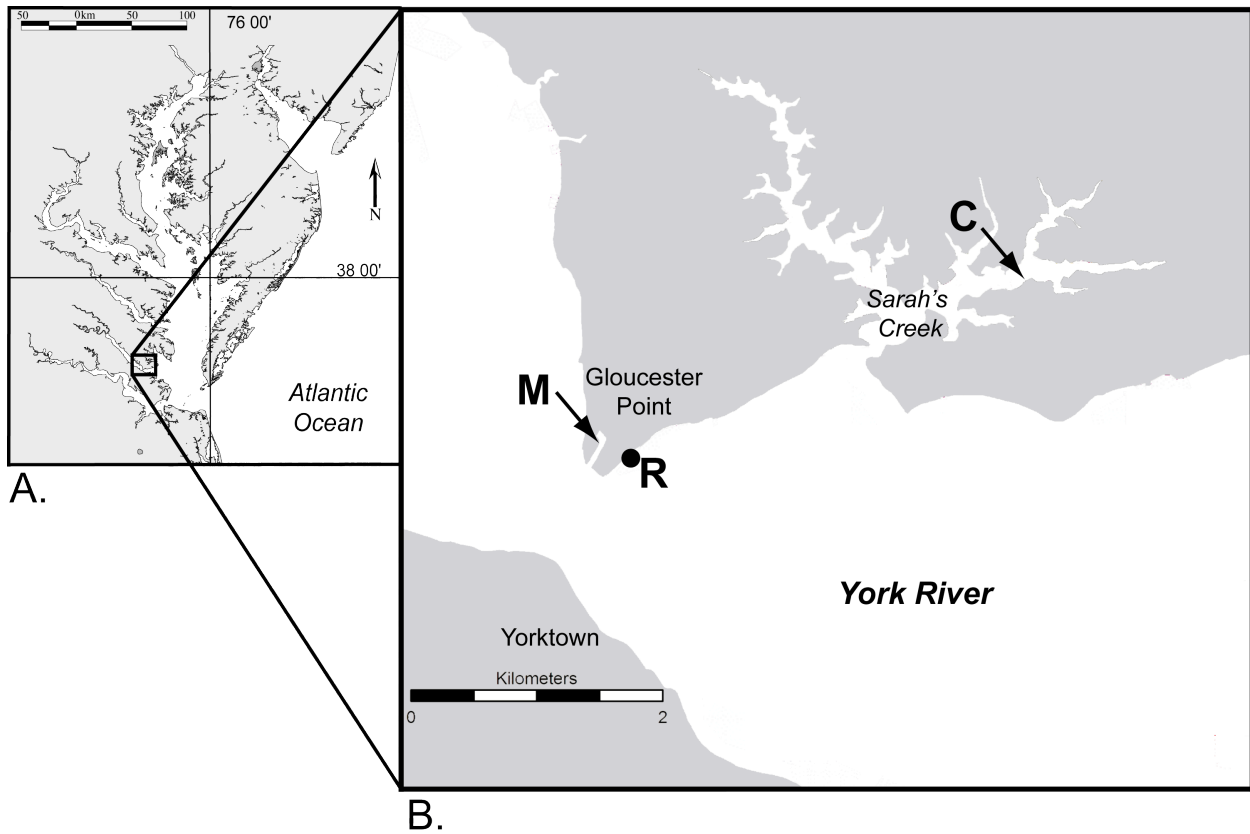 50 0km 50 100
76 00'
N
38 00'
Atlantic
Ocean
A.
C
Sarah's
Creek
M
Gloucester
Point
R
York River
Yorktown
Kilometers
0 2
B.